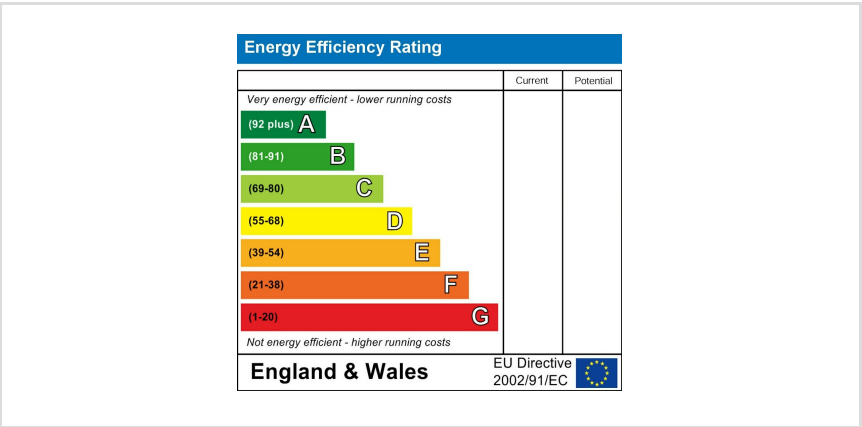 Energy Efficiency Rating
Current Potential
Very energy efficient - lower running costs
(92 plus) A
(81-91) B
(69-80) C
(55-68) D
(39-54) E
(21-38) F
(1-20) G
Not energy efficient - higher running costs
England & Wales
EU Directive
2002/91/EC